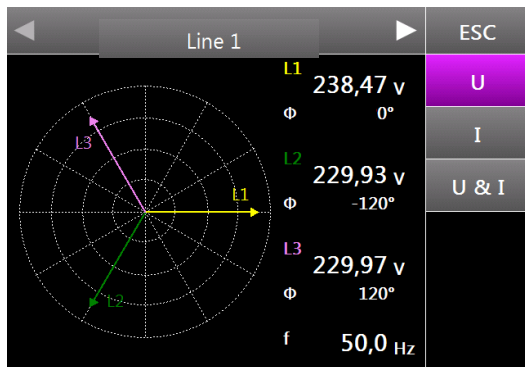 Line 1
ESC
U
I
U & I
L1
238,47 v
Φ 0°
L2
229,93 v
Φ -120°
L3
229,97 v
Φ 120°
f 50,0 Hz
L3
L1
L2